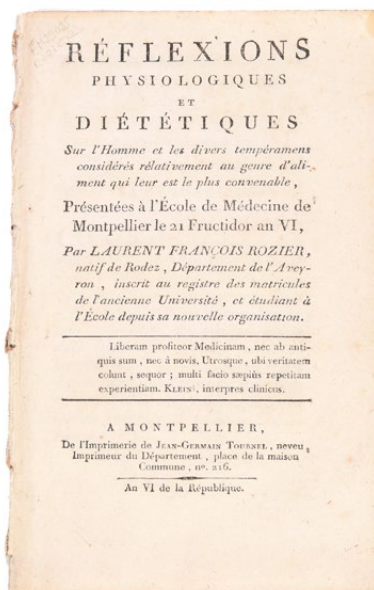 RÉFLEXIONS
PHYSIOLOGIQUES
ET
DIÉTÉTIQUES
Sur l'Homme et les divers tempéramens
considérés rélativement au genre d'ali-
ment qui leur est le plus convenable,
Présentées à l'École de Médecine de
Montpellier le 21 Fructidor an VI,
Par LAURENT FRANÇOIS ROZIER,
natif de Rodez, Département de l'Avey-
ron, inscrit au registre des matricules
de l'ancienne Université, et étudiant à
l'École depuis sa nouvelle organisation.
Liberam profiteor Medicinam, nec ab anti-
quis sum, nec à novis, Utrosque, ubi veritatem
colunt, sequor; multi facio sæpiùs repetitam
experientiam. KLEIN, interpres clinicus.
A MONTPELLIER,
De l'Imprimerie de JEAN-GERMAIN TOURNEL, neveu,
Imprimeur du Département, place de la maison
Commune, no. 216.
An VI de la République.